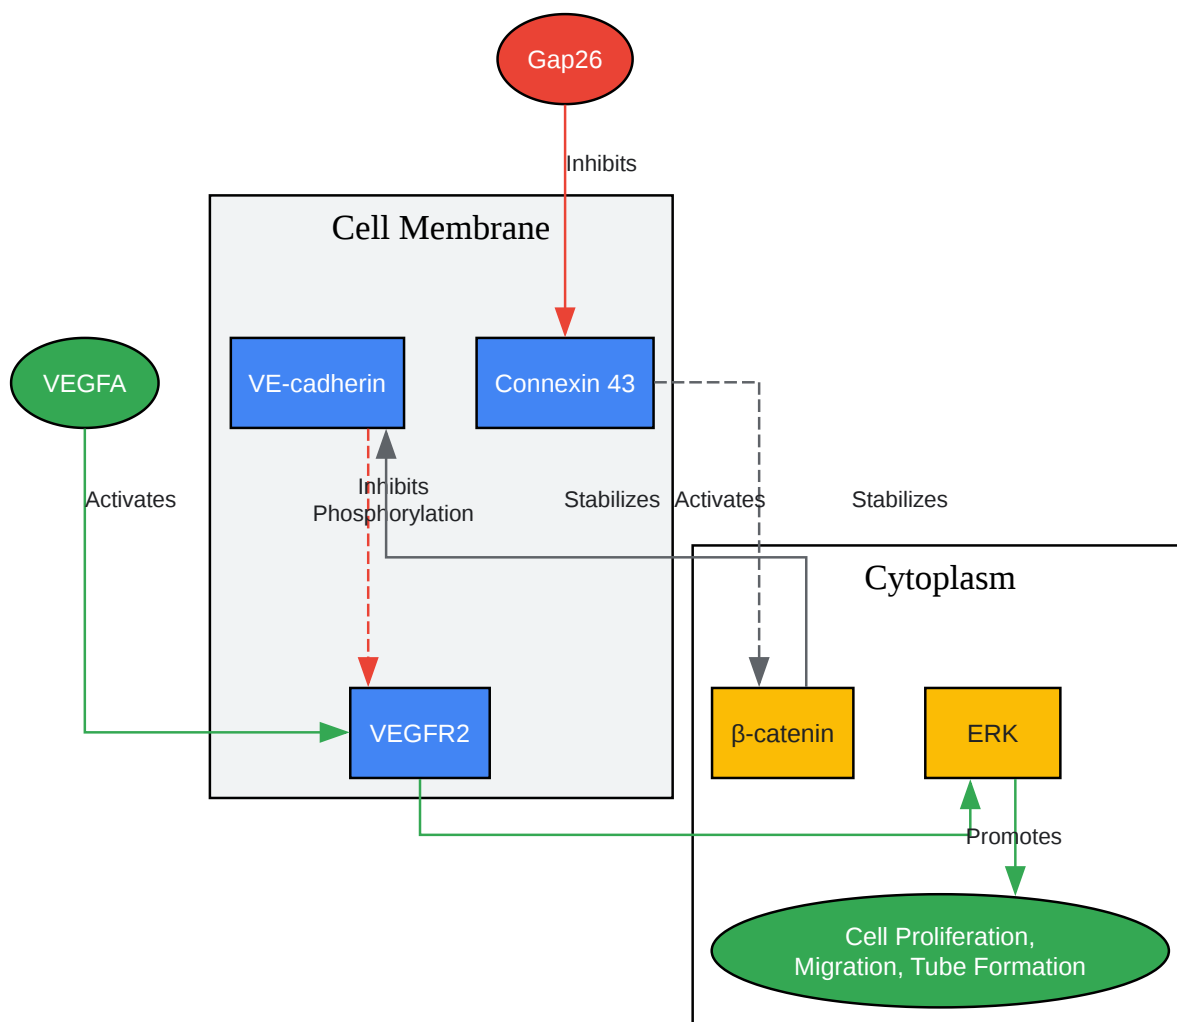 Gap26
Inhibits
Cell Membrane
VEGFA
VE-cadherin
Connexin 43
Activates
Inhibits
Phosphorylation
Stabilizes
Activates
Stabilizes
Cytoplasm
VEGFR2
β-catenin
ERK
Promotes
Cell Proliferation,
Migration, Tube Formation